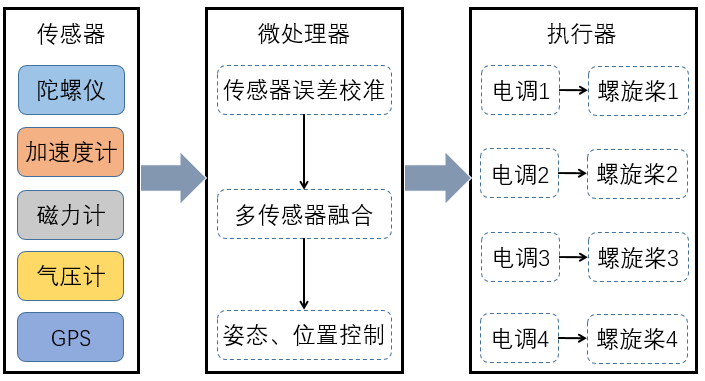 传感器
陀螺仪
加速度计
磁力计
气压计
GPS
微处理器
传感器误差校准
多传感器融合
姿态、位置控制
执行器
电调1
螺旋桨1
电调2
螺旋桨2
电调3
螺旋桨3
电调4
螺旋桨4